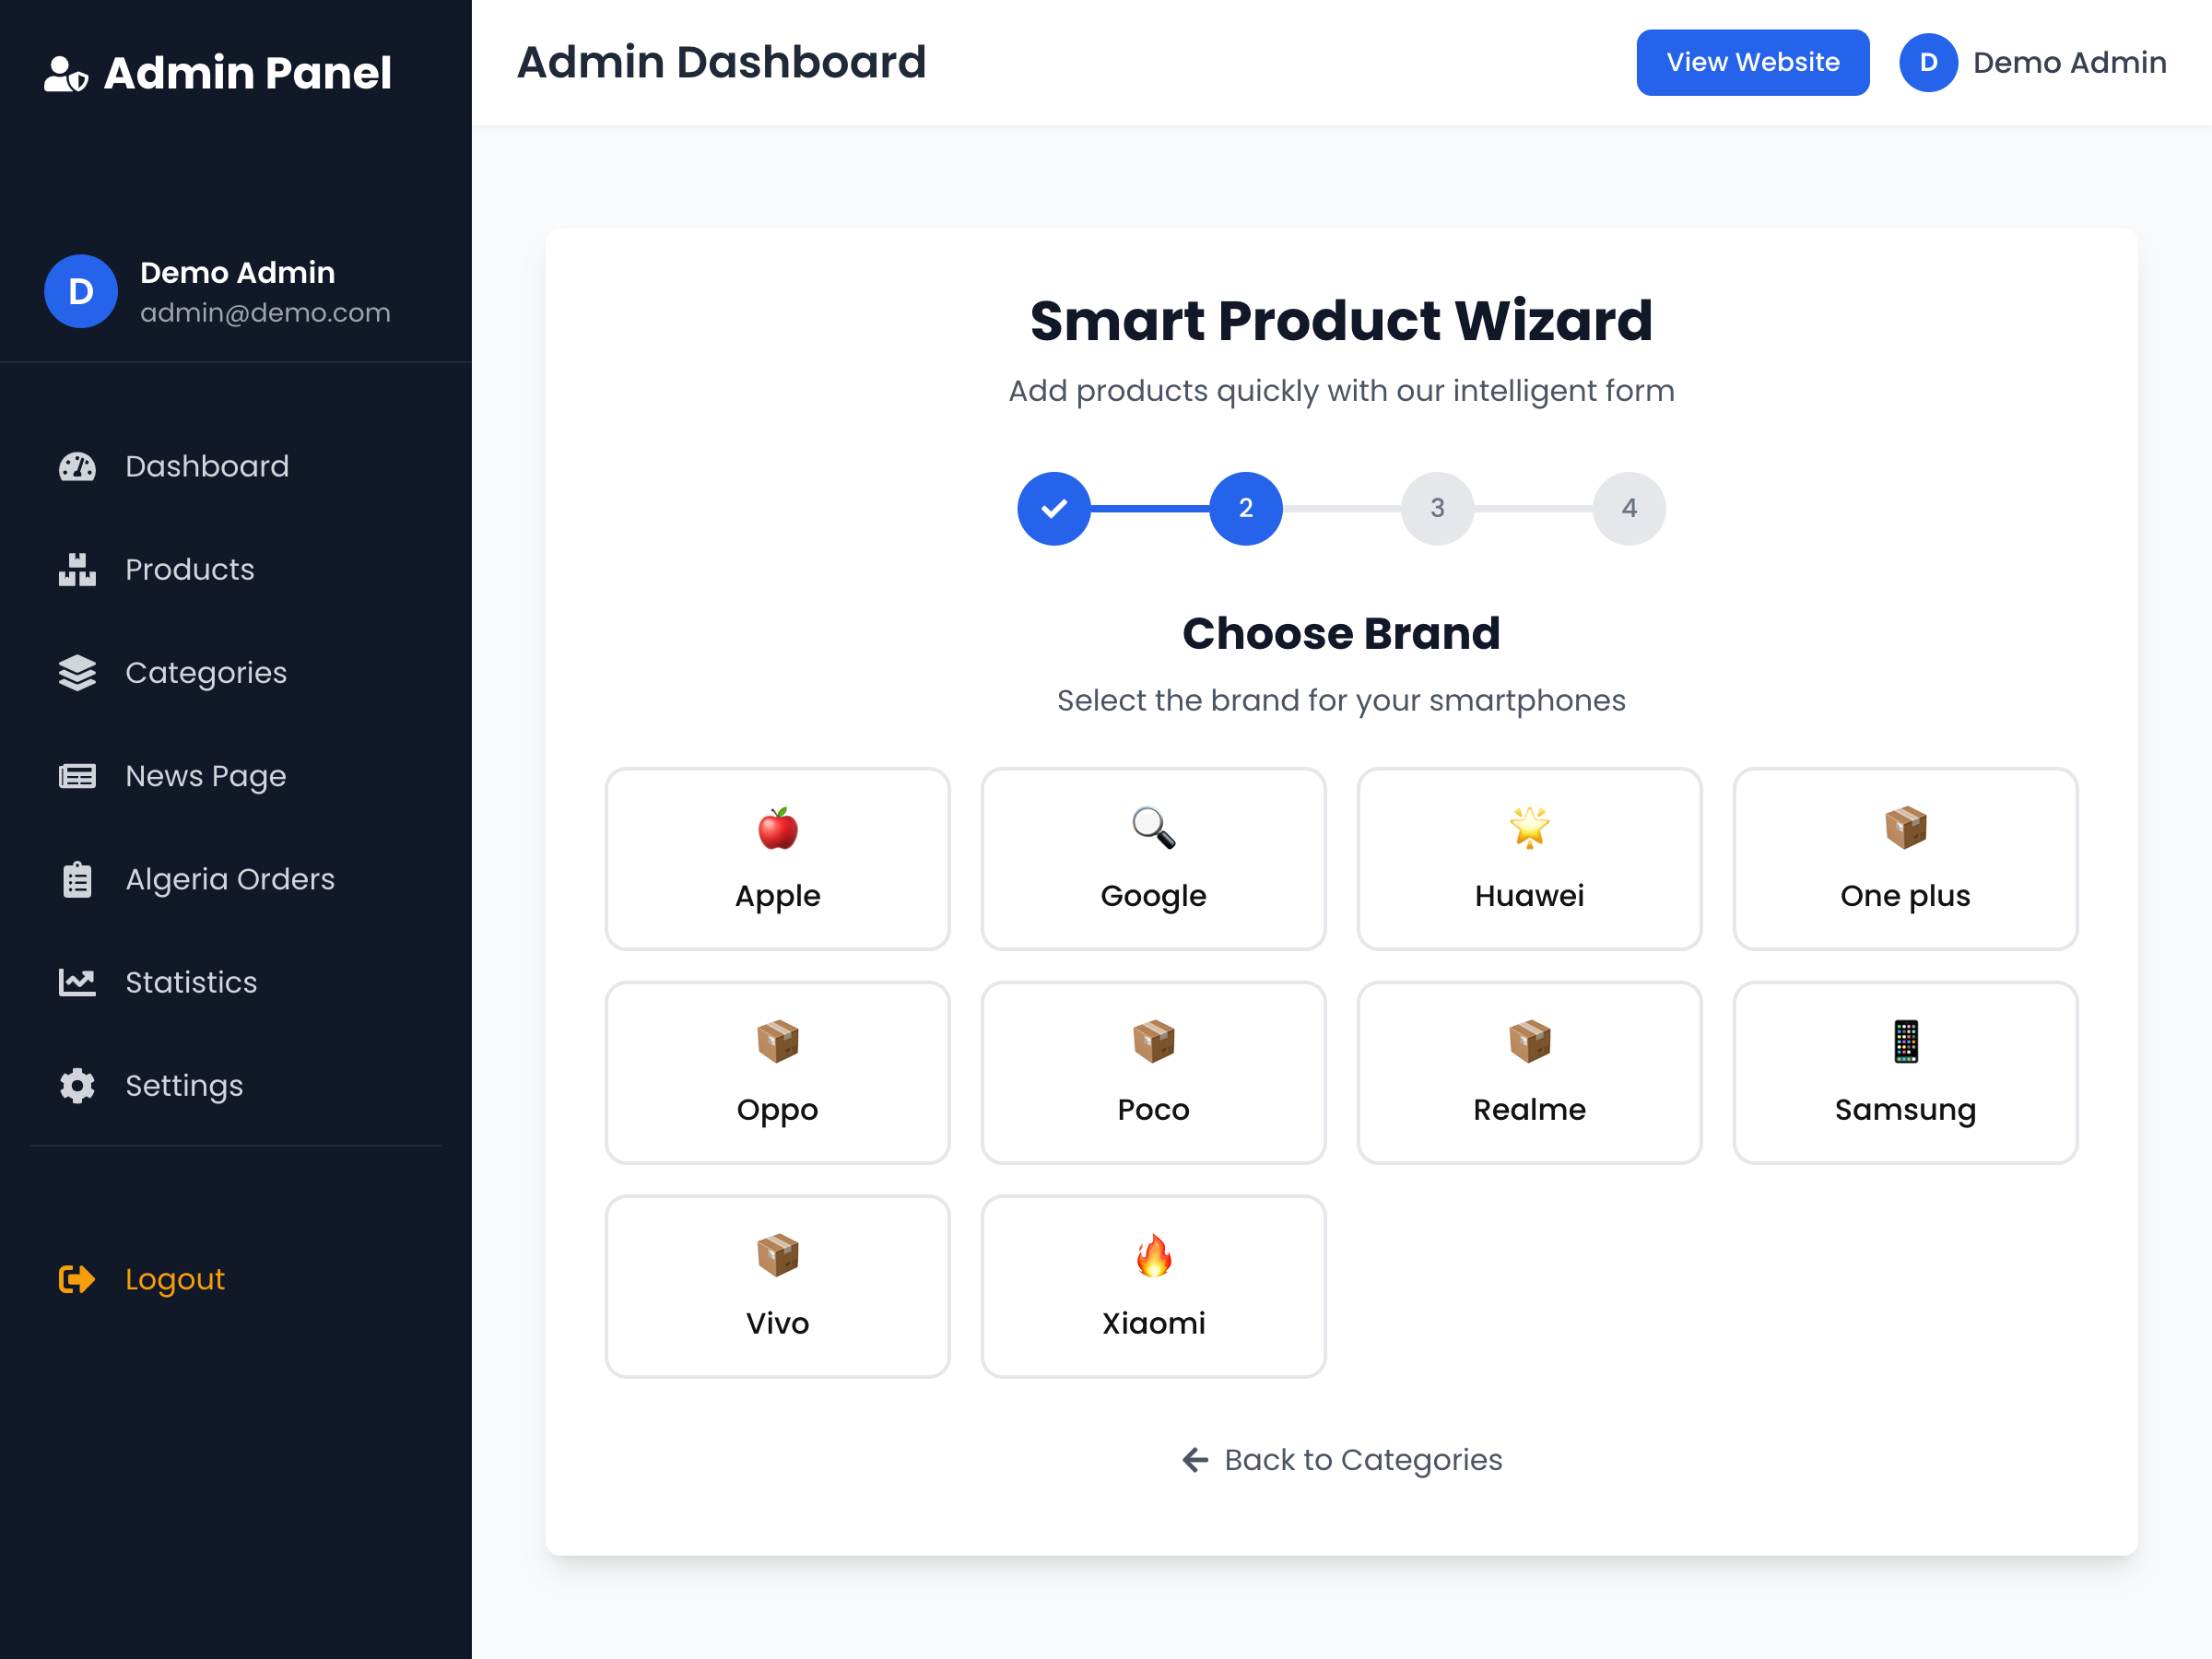 Admin Panel
D
Demo Admin
admin@demo.com
Dashboard
Products
Categories
News Page
Algeria Orders
Statistics
Settings
Logout
Admin Dashboard
View Website
D
Demo Admin
Smart Product Wizard
Add products quickly with our intelligent form
2
3
4
Choose Brand
Select the brand for your smartphones
Apple
Google
Huawei
One plus
Oppo
Poco
Realme
Samsung
Vivo
Xiaomi
Back to Categories